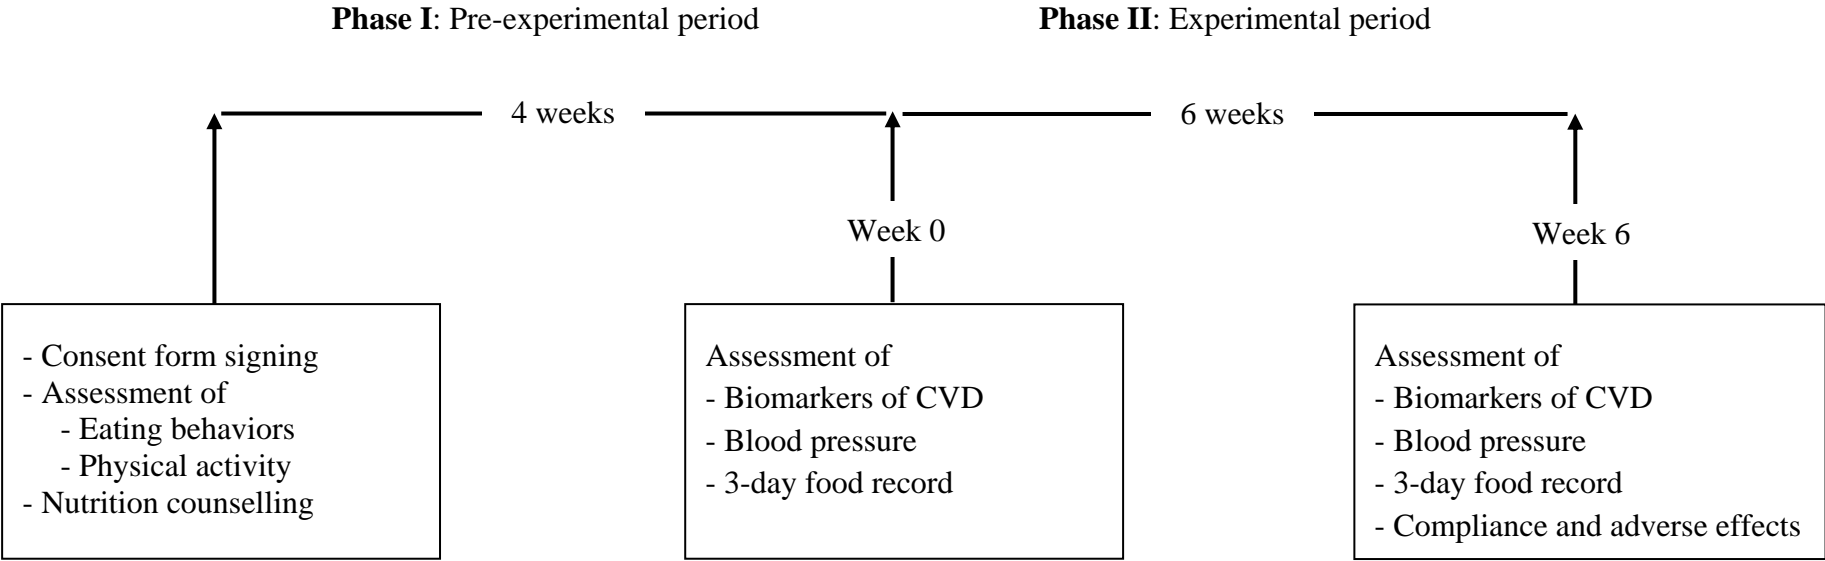 Phase I: Pre-experimental period
Phase II: Experimental period
4 weeks
6 weeks
Week 0
Week 6
- Consent form signing
- Assessment of
- Eating behaviors
- Physical activity
- Nutrition counselling
Assessment of
- Biomarkers of CVD
- Blood pressure
- 3-day food record
Assessment of
- Biomarkers of CVD
- Blood pressure
- 3-day food record
- Compliance and adverse effects